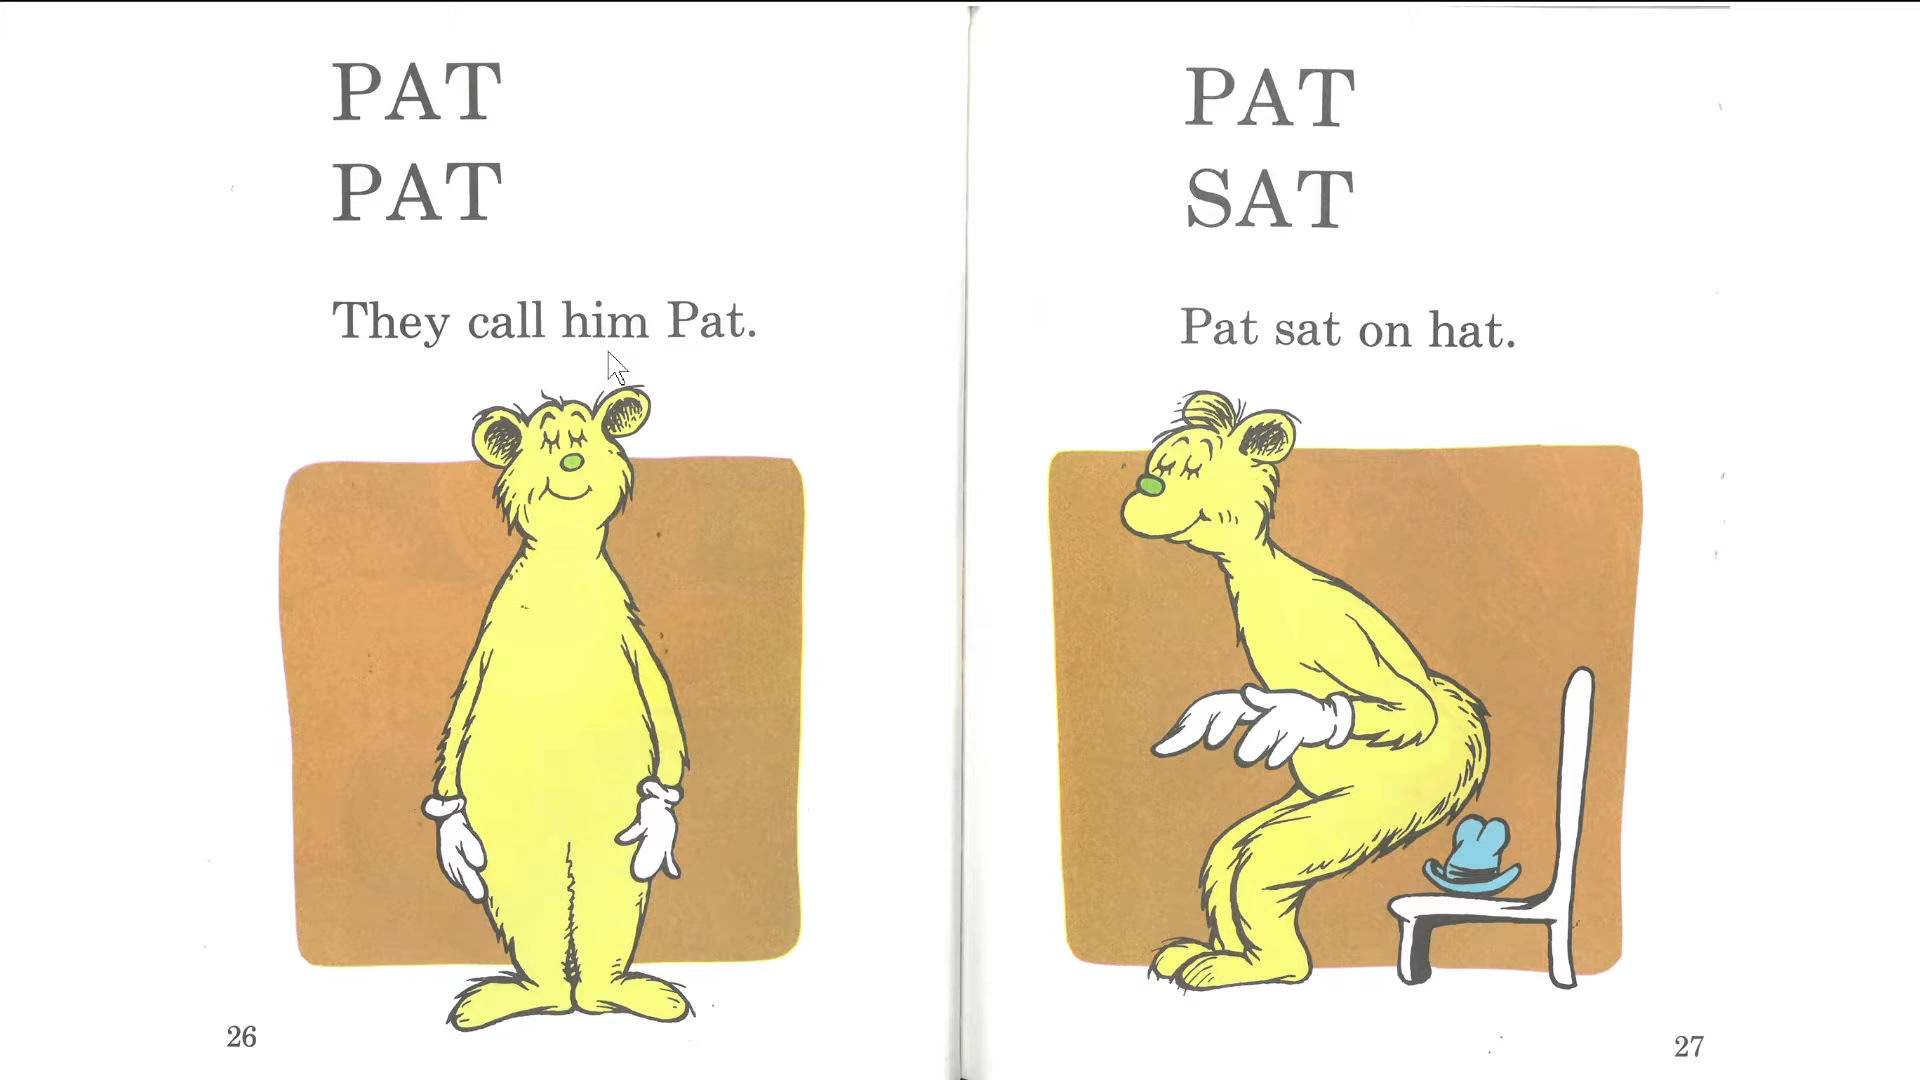 PAT
PAT
They call him Pat.
26
PAT
SAT
Pat sat on hat.
27